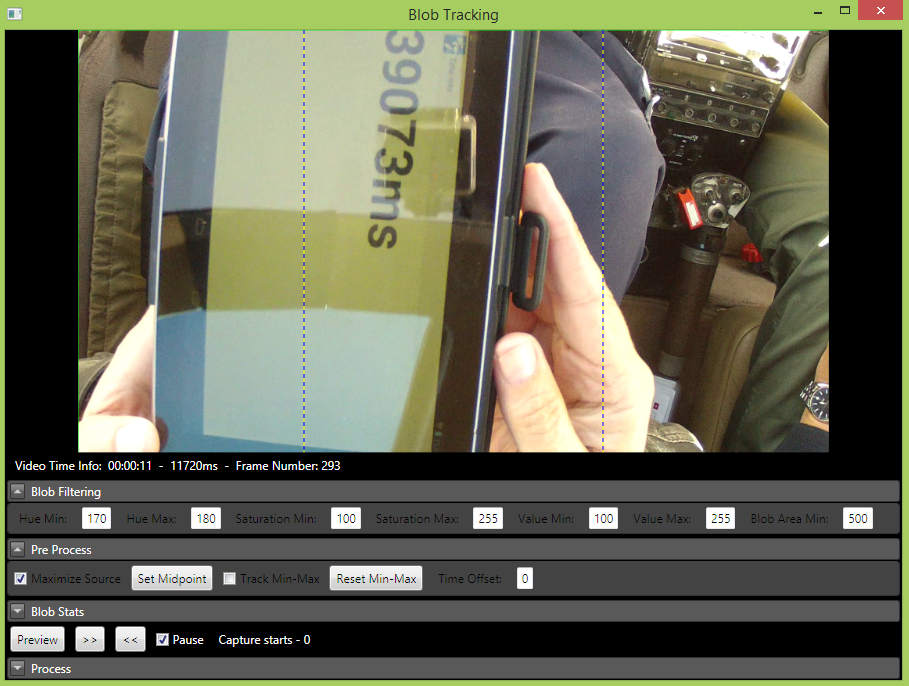 Blob Tracking
39073ms
Video Time Info: 00:00:11 - 11720ms - Frame Number: 293
Blob Filtering
Hue Min: 170 Hue Max: 180 Saturation Min: 100 Saturation Max: 255 Value Min: 100 Value Max: 255 Blob Area Min: 500
Pre Process
Maximize Source Set Midpoint Track Min-Max Reset Min-Max Time Offset: 0
Blob Stats
Preview >> << Pause Capture starts - 0
Process